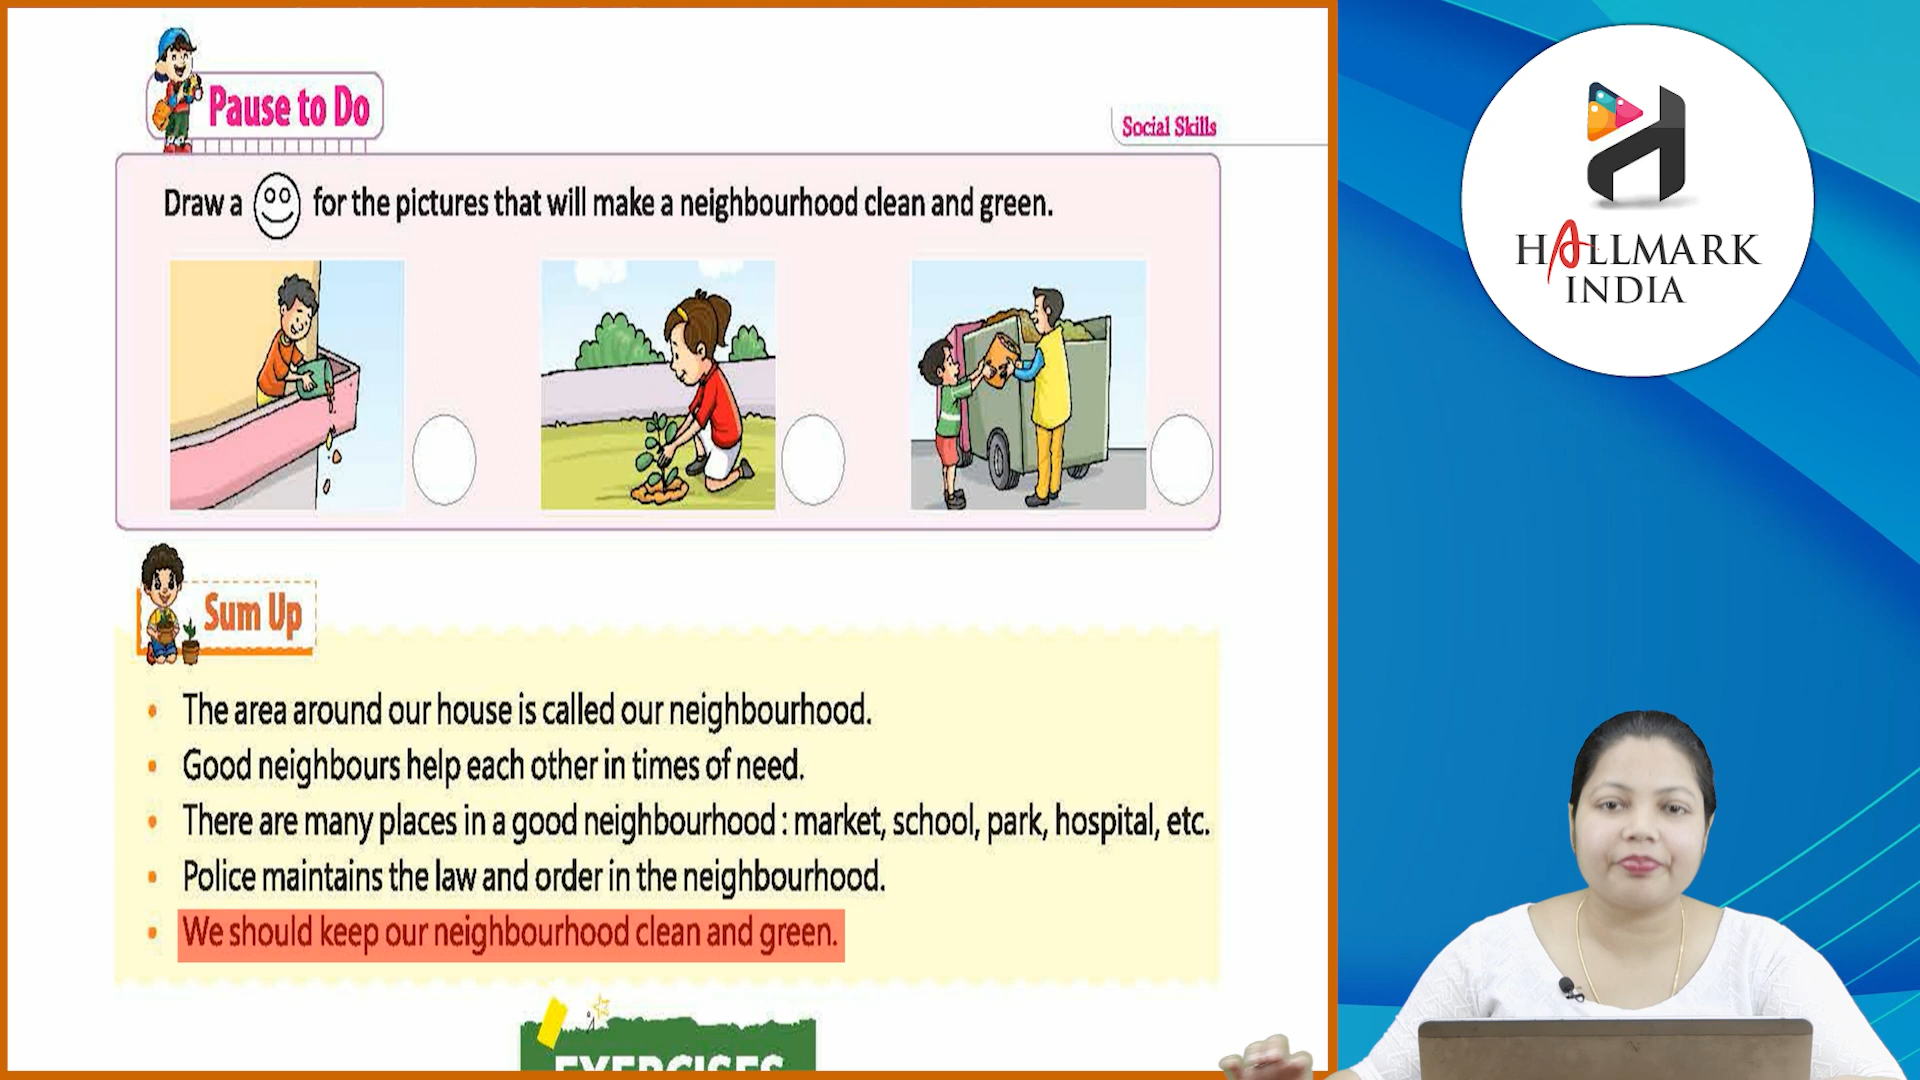 Pause to Do
Social Skills
Draw a for the pictures that will make a neighbourhood clean and green.
Sum Up
• The area around our house is called our neighbourhood.
• Good neighbours help each other in times of need.
• There are many places in a good neighbourhood : market, school, park, hospital, etc.
• Police maintains the law and order in the neighbourhood.
• We should keep our neighbourhood clean and green.
EXERCISES
HALLMARK
INDIA